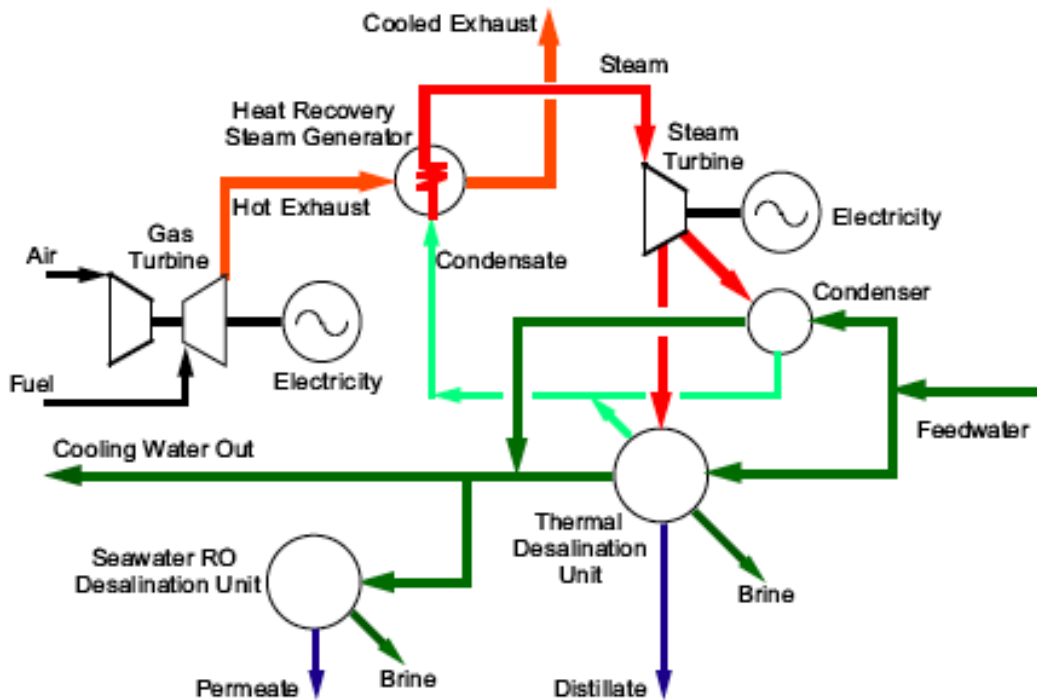 Cooled Exhaust
Steam
Heat Recovery
Steam Generator
Steam
Turbine
Hot Exhaust
Electricity
Gas
Turbine
Air
Condensate
Condenser
Fuel
Electricity
Feedwater
Cooling Water Out
Thermal
Desalination
Unit
Seawater RO
Desalination Unit
Brine
Brine
Permeate
Distillate